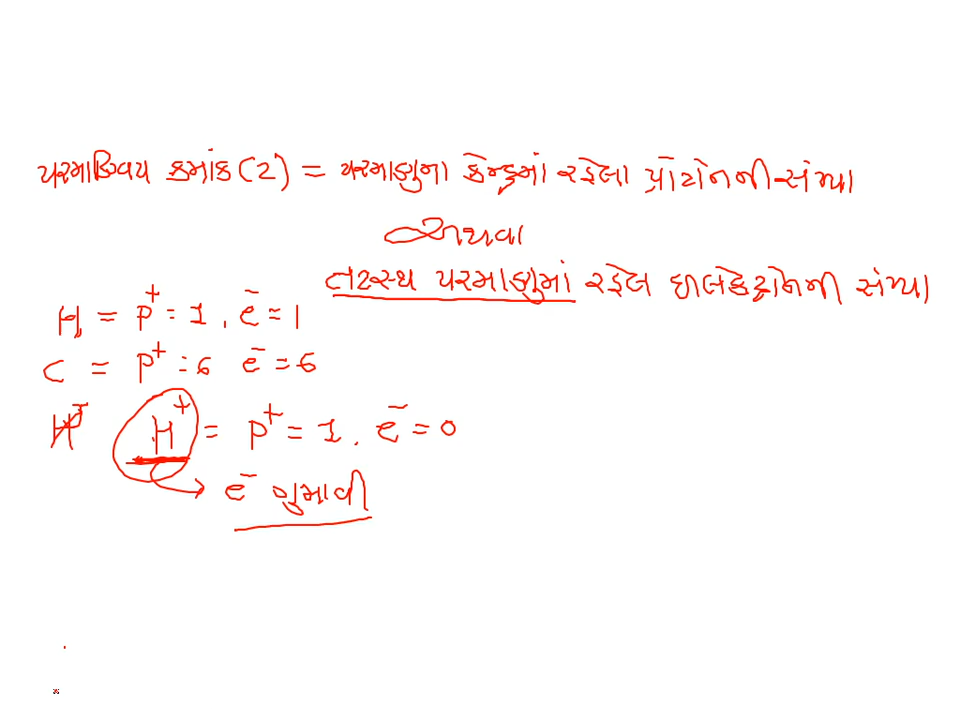 પરમાણ્વિય ક્રમાંક (Z) = પરમાણુના કેન્દ્રમાં રહેલા પ્રોટોનની સંખ્યા
અથવા
તટસ્થ પરમાણુમાં રહેલ ઇલેક્ટ્રોનની સંખ્યા
H = p⁺ = 1, e⁻ = 1
C = p⁺ = 6 e⁻ = 6
H⁺ = p⁺ = 1, e⁻ = 0
e⁻ ગુમાવી